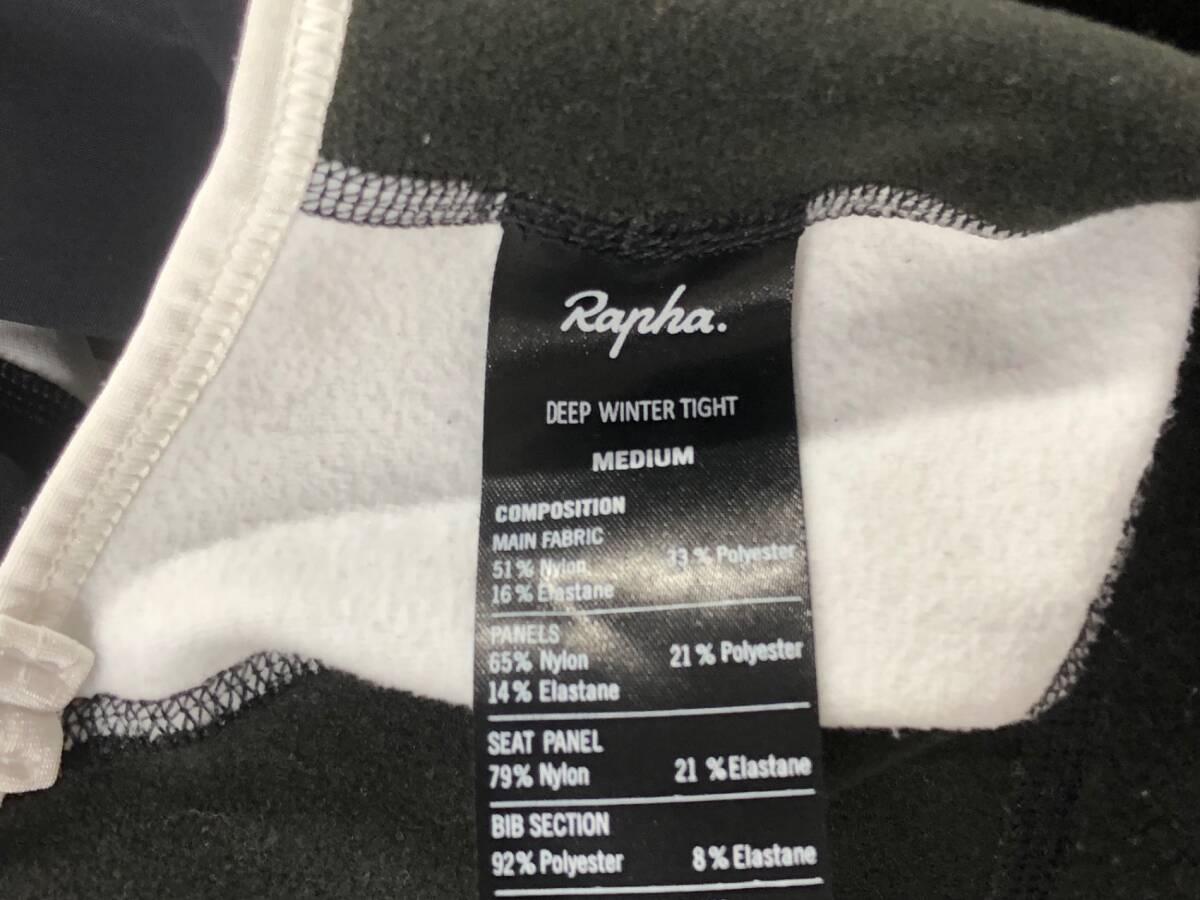 Rapha.
DEEP WINTER TIGHT
MEDIUM
COMPOSITION
MAIN FABRIC
51% Nylon 33% Polyester
16% Elastane
PANELS
65% Nylon 21% Polyester
14% Elastane
SEAT PANEL
79% Nylon 21 %Elastane
BIB SECTION
92% Polyester 8% Elastane